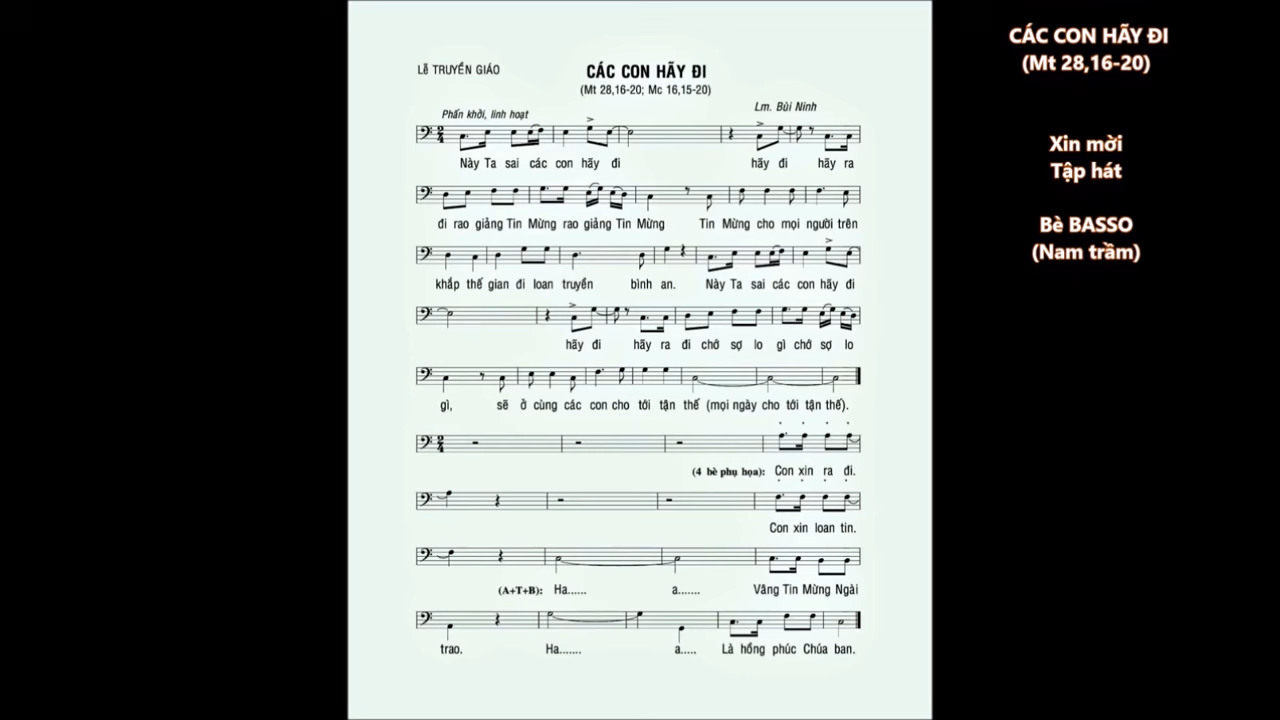 LỄ TRUYỀN GIÁO
CÁC CON HÃY ĐI
(Mt 28,16-20; Mc 16,15-20)
Phấn khởi, linh hoạt
Lm. Bùi Ninh
Này Ta sai các con hãy đi hãy đi hãy ra
đi rao giảng Tin Mừng rao giảng Tin Mừng Tin Mừng cho mọi người trên
khắp thế gian đi loan truyền bình an. Này Ta sai các con hãy đi
hãy đi hãy ra đi chớ sợ lo gì chớ sợ lo
gì, sẽ ở cùng các con cho tới tận thế (mọi ngày cho tới tận thế).
(4 bè phụ họa): Con xin ra đi.
Con xin loan tin.
(A+T+B): Ha...... a....... Vâng Tin Mừng Ngài
trao. Ha....... a..... Là hồng phúc Chúa ban.
CÁC CON HÃY ĐI
(Mt 28,16-20)
Xin mời
Tập hát
Bè BASSO
(Nam trầm)